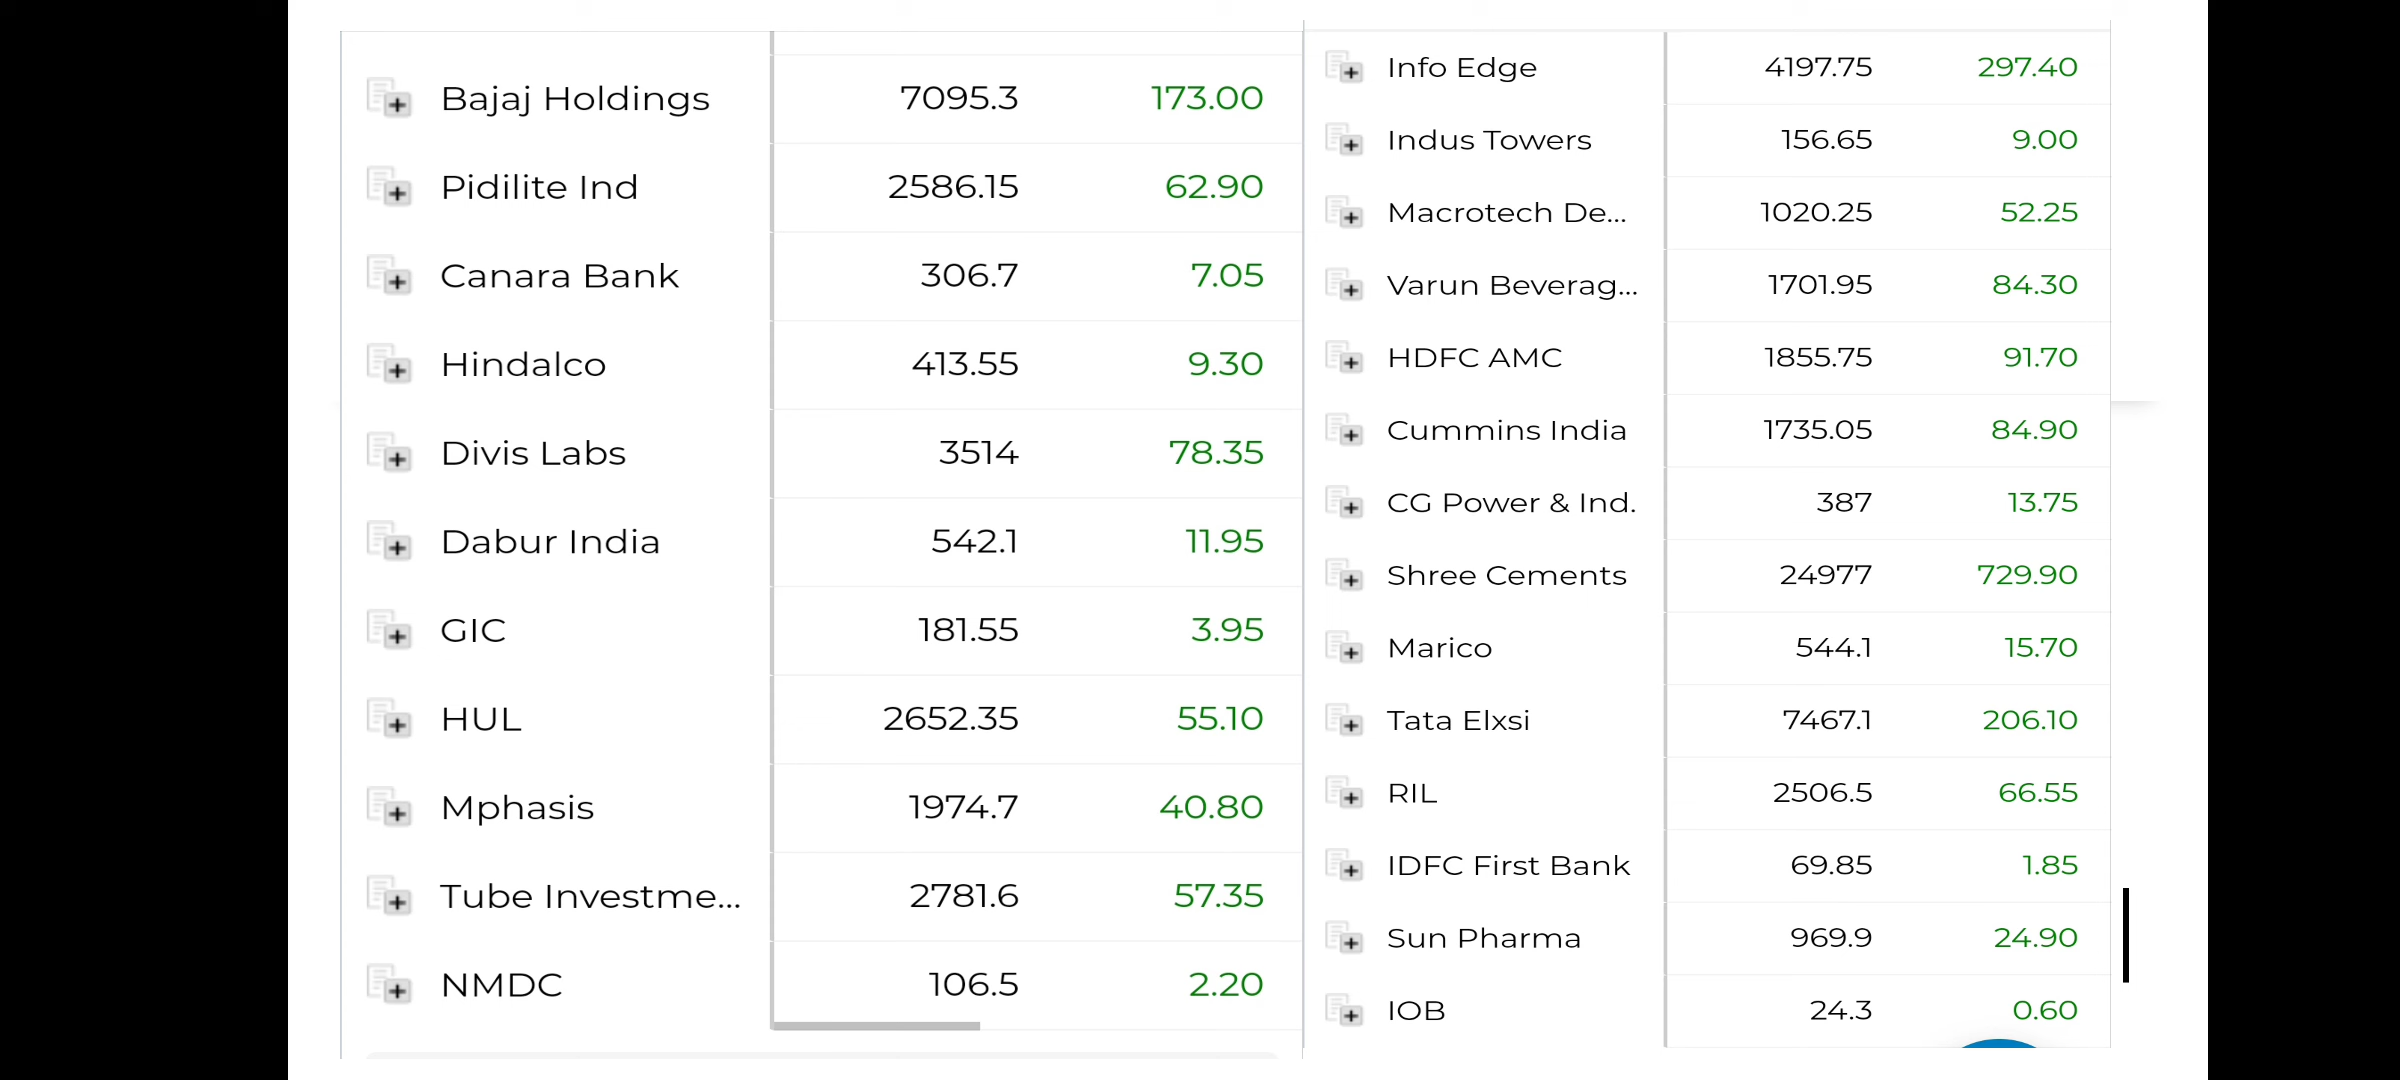 Bajaj Holdings 7095.3 173.00
Pidilite Ind 2586.15 62.90
Canara Bank 306.7 7.05
Hindalco 413.55 9.30
Divis Labs 3514 78.35
Dabur India 542.1 11.95
GIC 181.55 3.95
HUL 2652.35 55.10
Mphasis 1974.7 40.80
Tube Investme... 2781.6 57.35
NMDC 106.5 2.20
Info Edge 4197.75 297.40
Indus Towers 156.65 9.00
Macrotech De... 1020.25 52.25
Varun Beverag... 1701.95 84.30
HDFC AMC 1855.75 91.70
Cummins India 1735.05 84.90
CG Power & Ind. 387 13.75
Shree Cements 24977 729.90
Marico 544.1 15.70
Tata Elxsi 7467.1 206.10
RIL 2506.5 66.55
IDFC First Bank 69.85 1.85
Sun Pharma 969.9 24.90
IOB 24.3 0.60